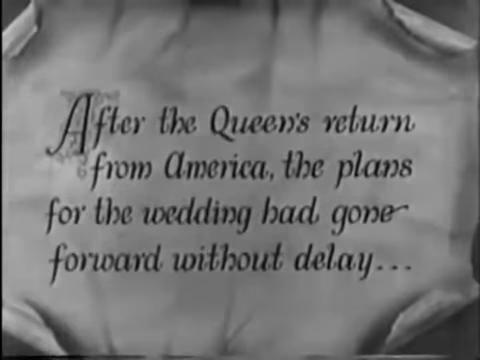 After the Queen's return
from America, the plans
for the wedding had gone
forward without delay...